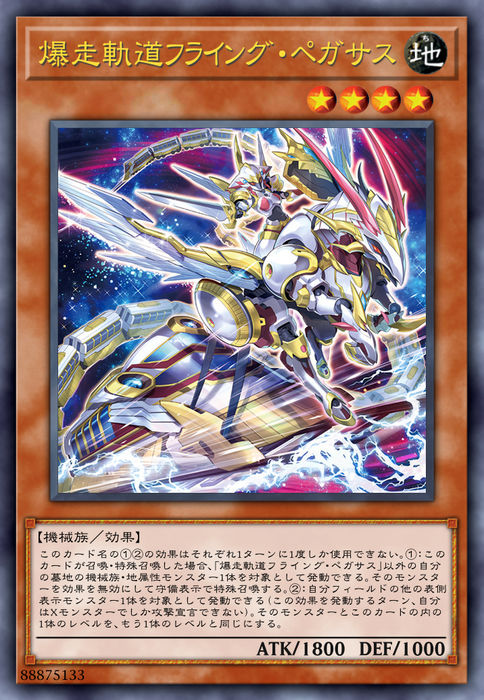 爆走軌道フライング・ペガサス
地
ち
【機械族/効果】
このカード名の①②の効果はそれぞれ1ターンに1度しか使用できない。①:この
カードが召喚・特殊召喚した場合、「爆走軌道フライング・ペガサス」以外の自分
の墓地の機械族・地属性モンスター1体を対象として発動できる。そのモンスター
を効果を無効にして守備表示で特殊召喚する。②:自分フィールドの他の表側
表示モンスター1体を対象として発動できる(この効果を発動するターン、自分
はXモンスターでしか攻撃宣言できない)。そのモンスターとこのカードの内の
1体のレベルを、もう1体のレベルと同じにする。
ATK/1800 DEF/1000
88875133